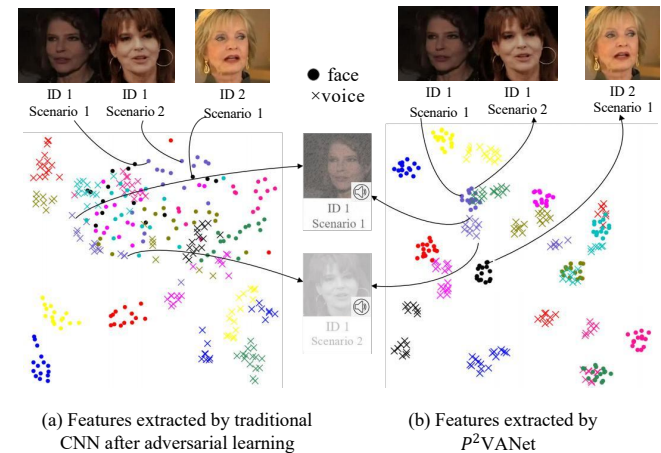 ID 1
Scenario 1
ID 1
Scenario 2
ID 2
Scenario 1
face
×voice
ID 1
Scenario 1
ID 1
Scenario 2
ID 2
Scenario 1
ID 1
Scenario 1
ID 1
Scenario 2
(a) Features extracted by traditional
CNN after adversarial learning
(b) Features extracted by
P²VANet